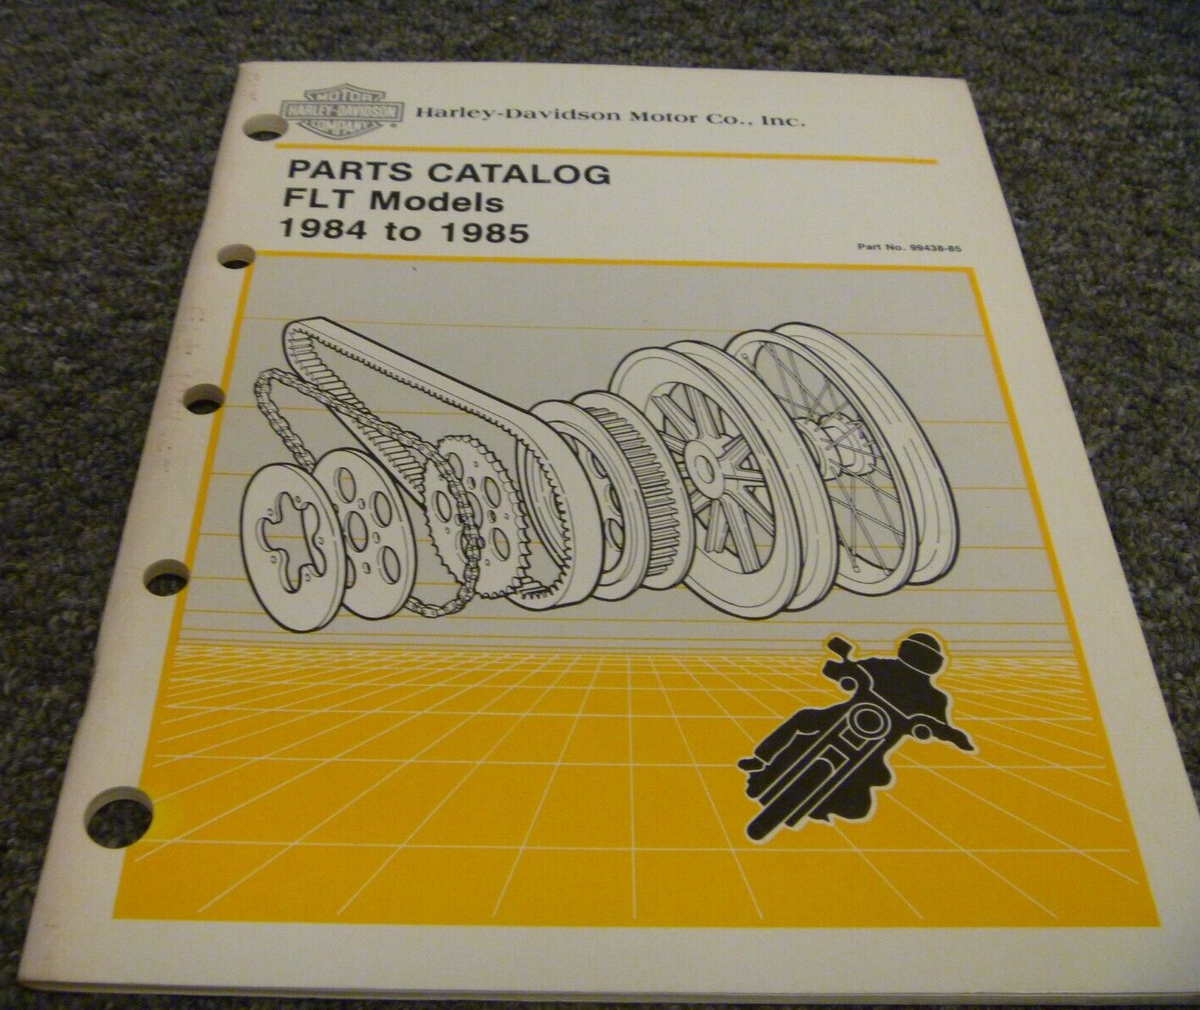 MOTOR
HARLEY-DAVIDSON
COMPANY
®
Harley-Davidson Motor Co., Inc.
PARTS CATALOG
FLT Models
1984 to 1985
Part No. 99438-85